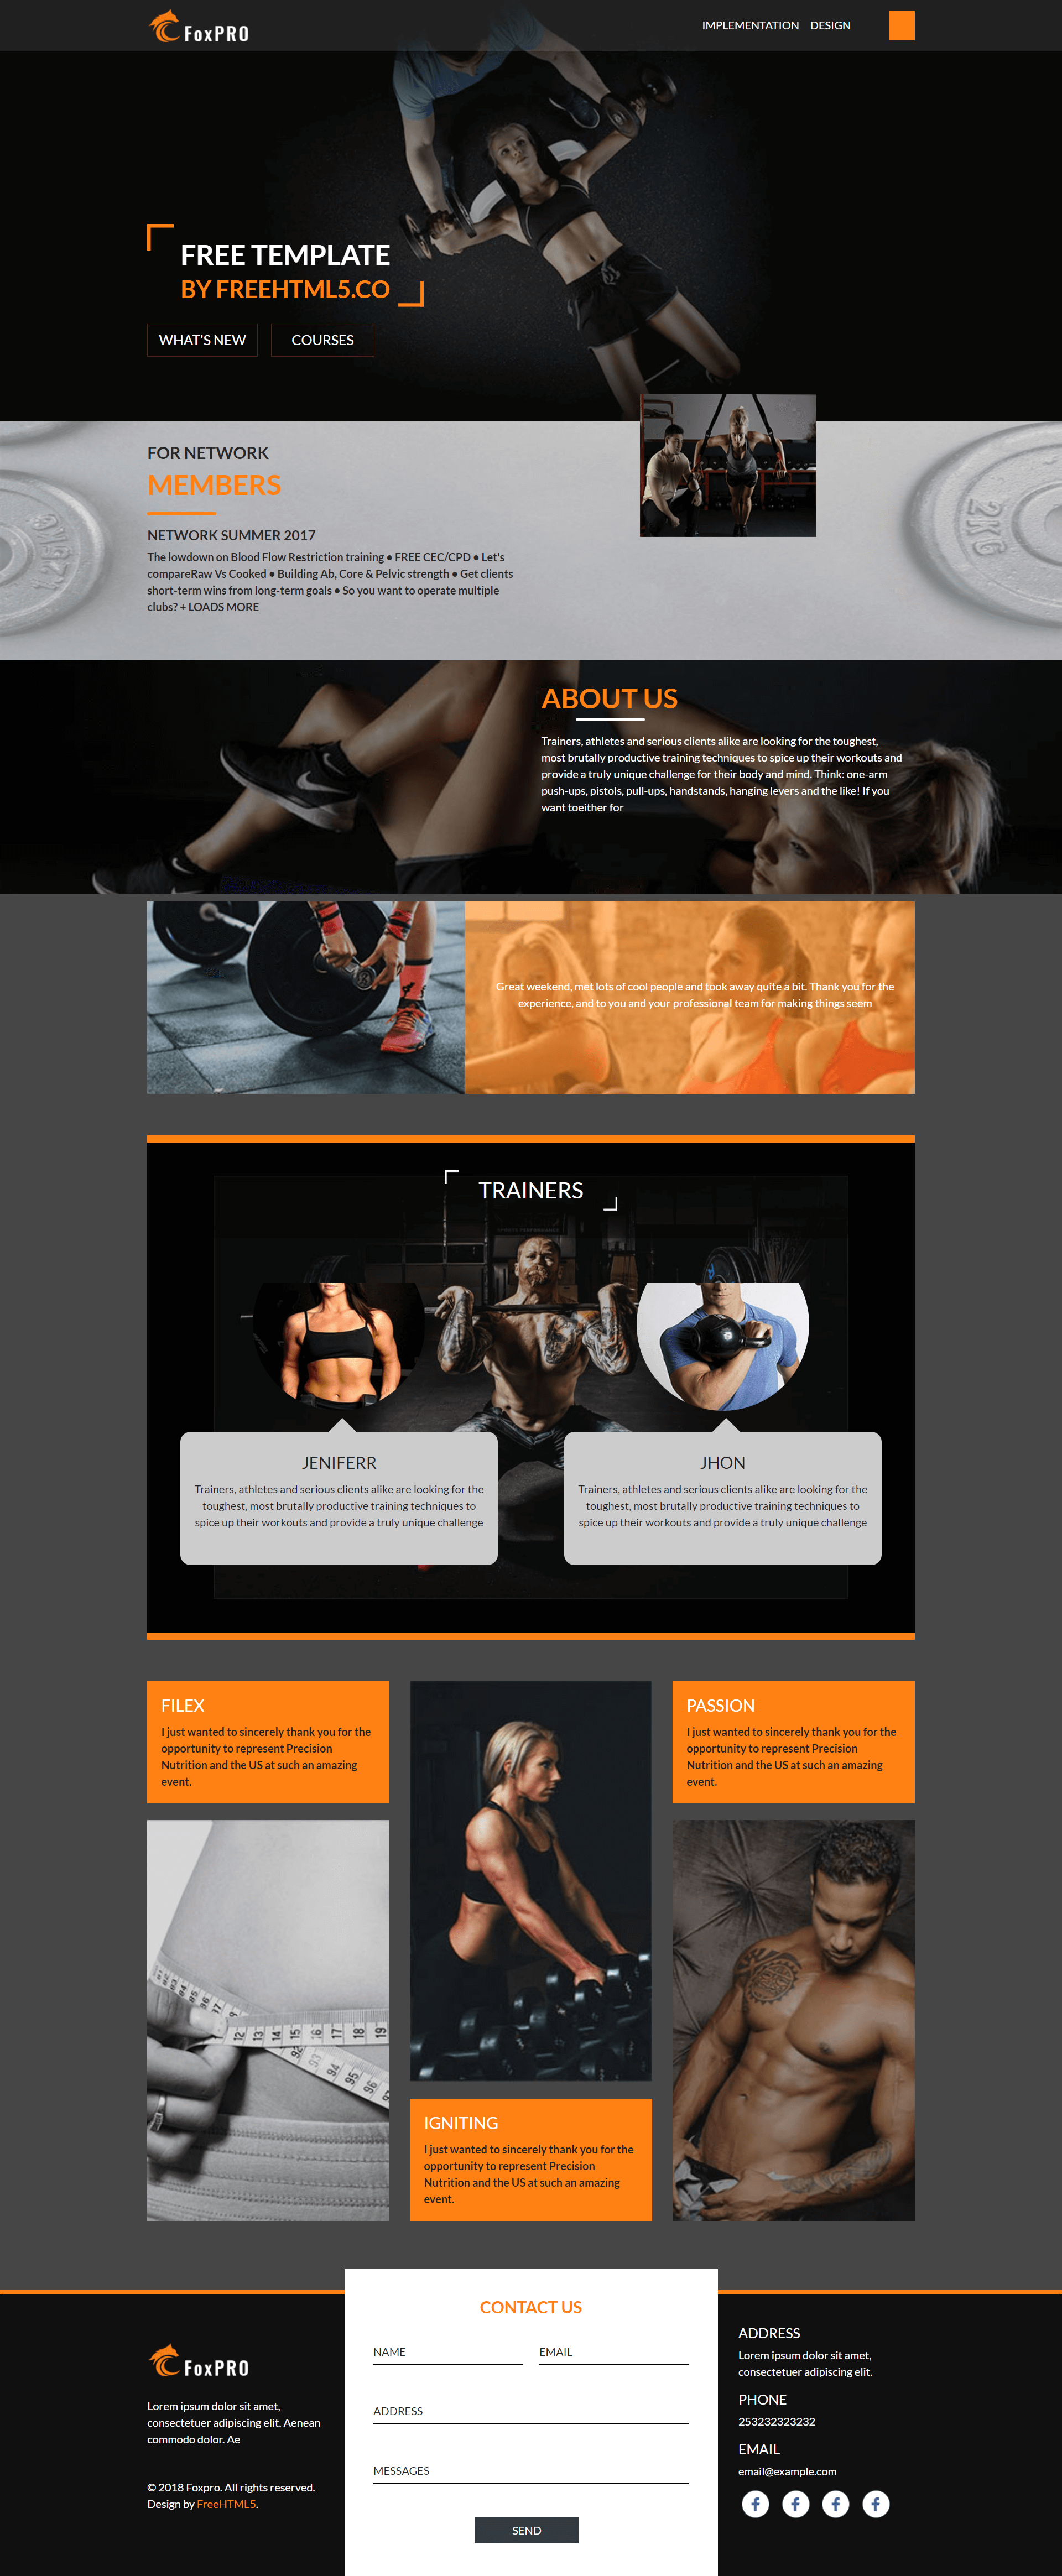 FoxPRO
IMPLEMENTATION DESIGN
FREE TEMPLATE
BY FREEHTML5.CO
WHAT'S NEW COURSES
FOR NETWORK
MEMBERS
NETWORK SUMMER 2017
The lowdown on Blood Flow Restriction training ● FREE CEC/CPD ● Let's
compareRaw Vs Cooked ● Building Ab, Core & Pelvic strength ● Get clients
short-term wins from long-term goals ● So you want to operate multiple
clubs? + LOADS MORE
2KG
ABOUT US
Trainers, athletes and serious clients alike are looking for the toughest,
most brutally productive training techniques to spice up their workouts and
provide a truly unique challenge for their body and mind. Think: one-arm
push-ups, pistols, pull-ups, handstands, hanging levers and the like! If you
want toeither for
Great weekend, met lots of cool people and took away quite a bit. Thank you for the
experience, and to you and your professional team for making things seem
TRAINERS
JENIFERR
Trainers, athletes and serious clients alike are looking for the
toughest, most brutally productive training techniques to
spice up their workouts and provide a truly unique challenge
JHON
Trainers, athletes and serious clients alike are looking for the
toughest, most brutally productive training techniques to
spice up their workouts and provide a truly unique challenge
FILEX
I just wanted to sincerely thank you for the
opportunity to represent Precision
Nutrition and the US at such an amazing
event.
PASSION
I just wanted to sincerely thank you for the
opportunity to represent Precision
Nutrition and the US at such an amazing
event.
12 13 14 15 16 17 18 19
IGNITING
I just wanted to sincerely thank you for the
opportunity to represent Precision
Nutrition and the US at such an amazing
event.
FoxPRO
Lorem ipsum dolor sit amet,
consectetuer adipiscing elit. Aenean
commodo dolor. Ae
© 2018 Foxpro. All rights reserved.
Design by FreeHTML5.
CONTACT US
NAME EMAIL
ADDRESS
MESSAGES
SEND
ADDRESS
Lorem ipsum dolor sit amet,
consectetuer adipiscing elit.
PHONE
253232323232
EMAIL
email@example.com